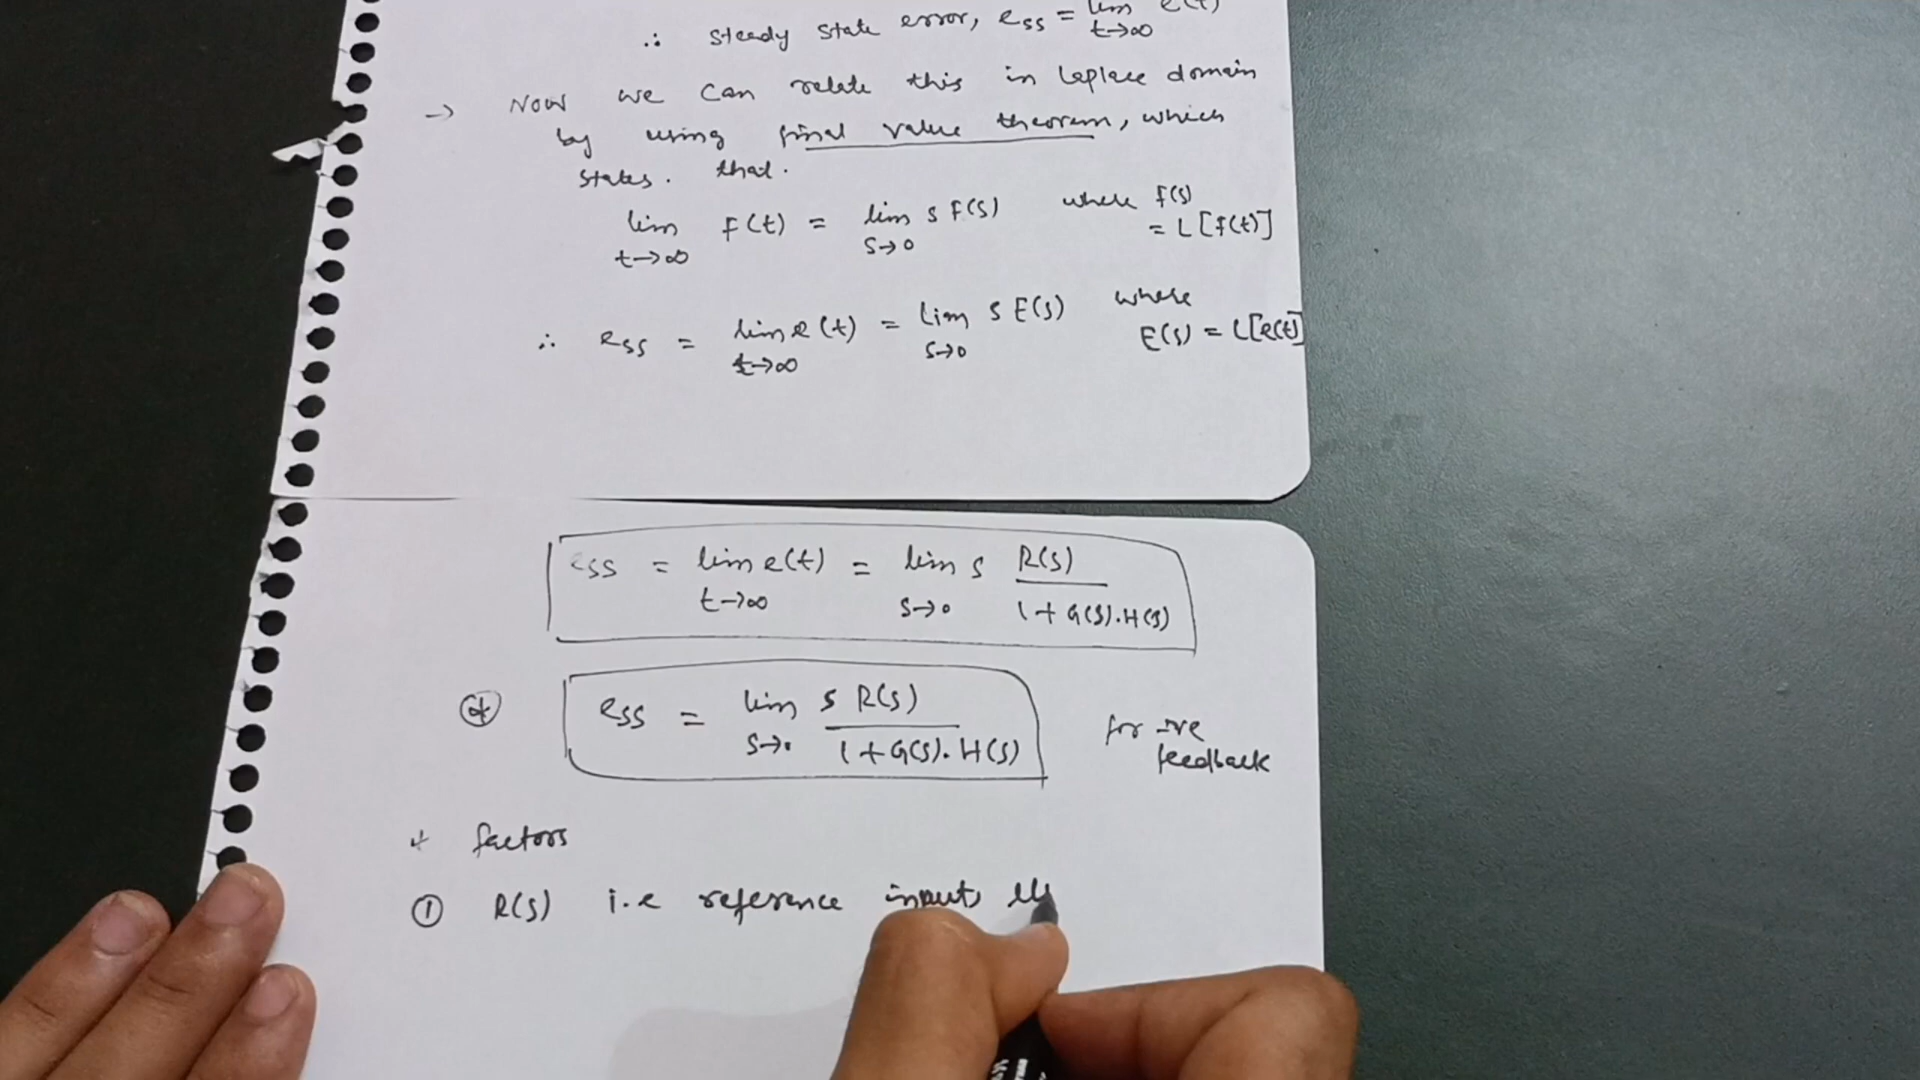 ∴ steady state error, ess = lim e(t)
t→∞
→ Now we can relate this in Laplace domain
by using final value theorem, which
states. that.
lim F(t) = lim s F(s) where f(s)
t→∞ s→0 = L[f(t)]
∴ ess = lim e(t) = lim s E(s) where
t→∞ s→0 E(s) = L[e(t]
ess = lim e(t) = lim s R(s)
t→∞ s→0 1+G(s).H(s)
ess = lim s R(s)
s→0 1+G(s).H(s)
for -ve
feedback
* factors
① R(s) i.e reference input,